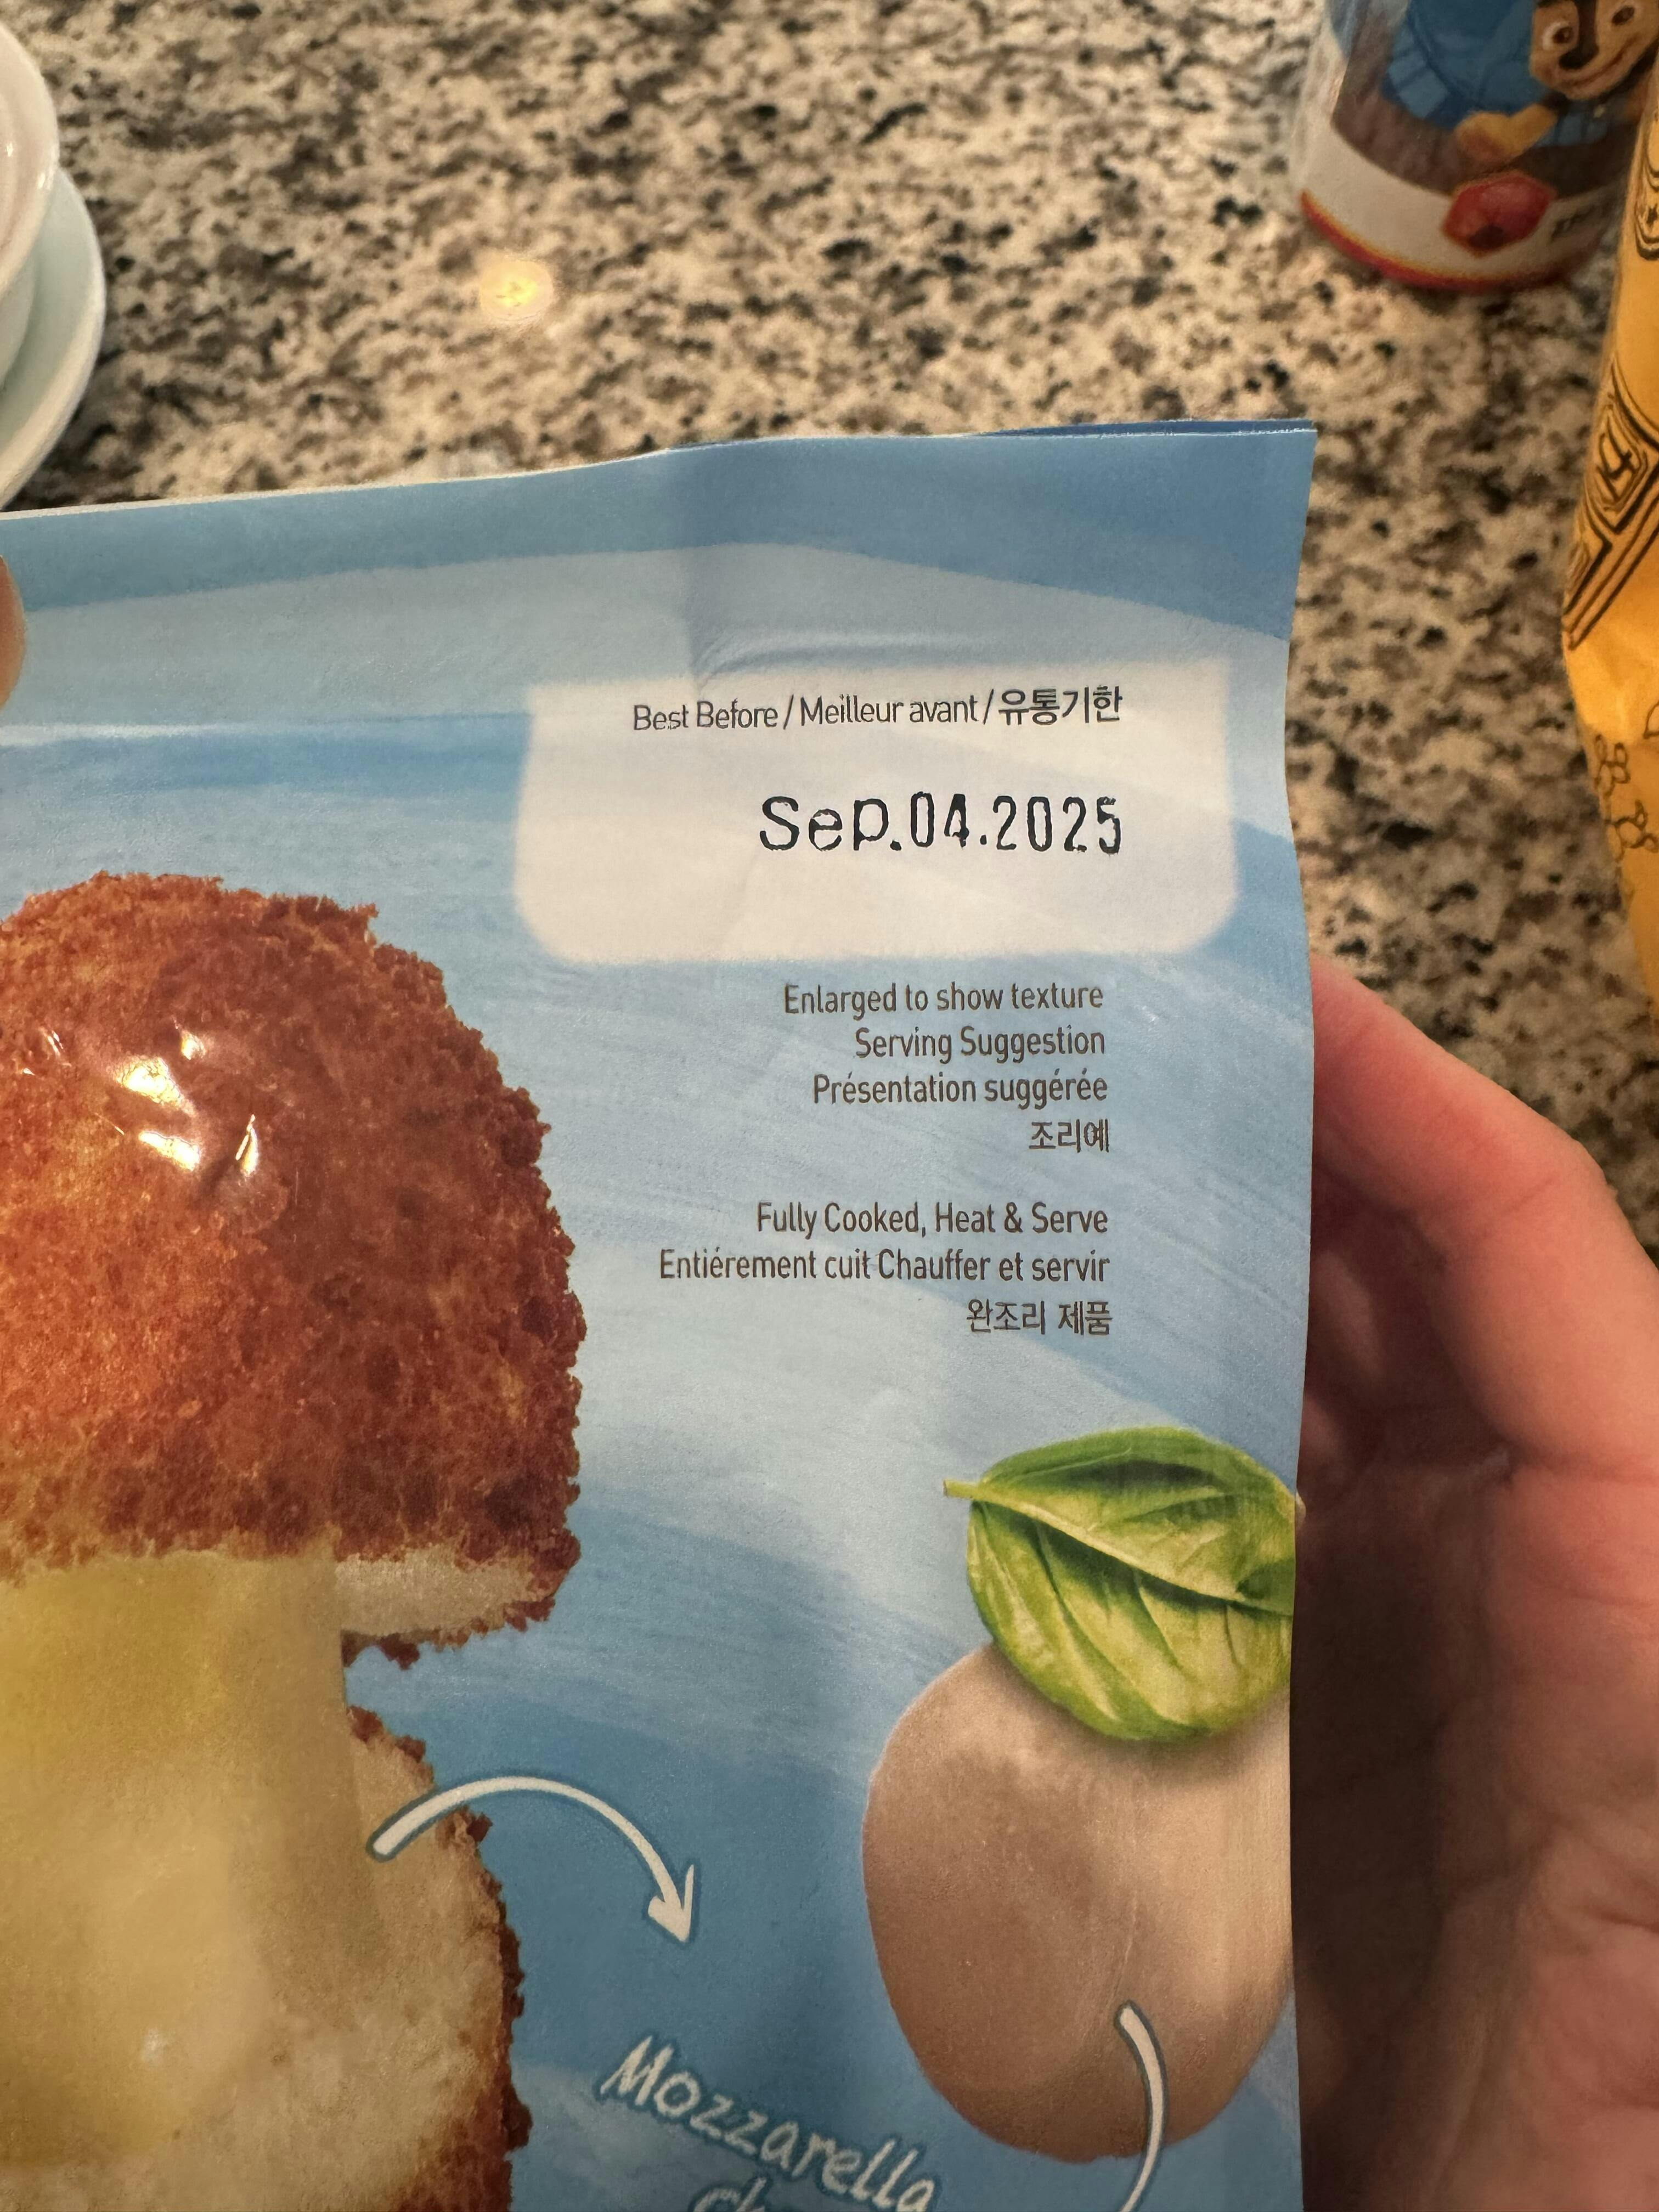 Best Before / Meilleur avant / 유통기한
Sep.04.2025
Enlarged to show texture
Serving Suggestion
Présentation suggérée
조리예
Fully Cooked, Heat & Serve
Entiérement cuit Chauffer et servir
완조리 제품
Mozzarella